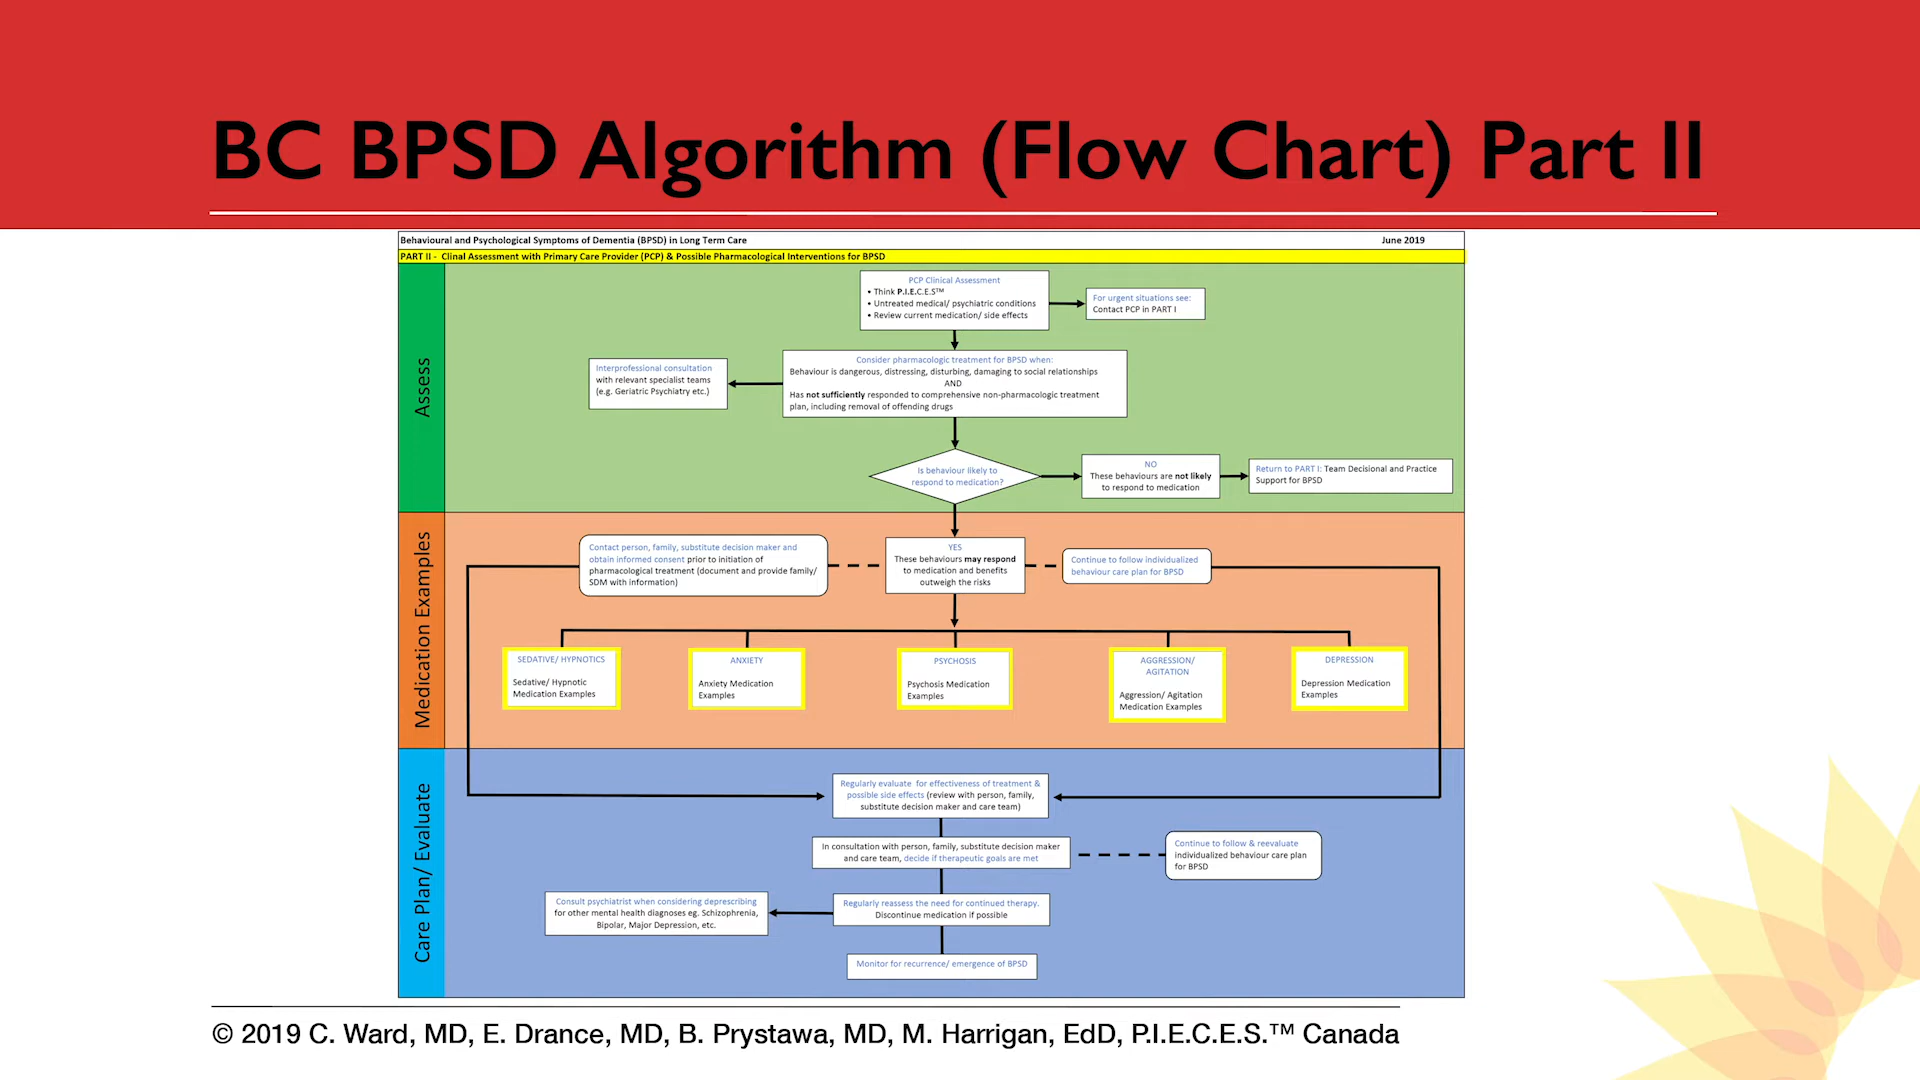 BC BPSD Algorithm (Flow Chart) Part II
Behavioural and Psychological Symptoms of Dementia (BPSD) in Long Term Care
June 2019
PART II - Clinal Assessment with Primary Care Provider (PCP) & Possible Pharmacological Interventions for BPSD
Assess
PCP Clinical Assessment
• Think P.I.E.C.E.S™
• Untreated medical/ psychiatric conditions
• Review current medication/ side effects
For urgent situations see:
Contact PCP in PART I
Interprofessional consultation
with relevant specialist teams
(e.g. Geriatric Psychiatry etc.)
Consider pharmacologic treatment for BPSD when:
Behaviour is dangerous, distressing, disturbing, damaging to social relationships
AND
Has not sufficiently responded to comprehensive non-pharmacologic treatment
plan, including removal of offending drugs
Is behaviour likely to
respond to medication?
NO
These behaviours are not likely
to respond to medication
Return to PART I: Team Decisional and Practice
Support for BPSD
Medication Examples
Contact person, family, substitute decision maker and
obtain informed consent prior to initiation of
pharmacological treatment (document and provide family/
SDM with information)
YES
These behaviours may respond
to medication and benefits
outweigh the risks
Continue to follow individualized
behaviour care plan for BPSD
SEDATIVE/ HYPNOTICS
Sedative/ Hypnotic
Medication Examples
ANXIETY
Anxiety Medication
Examples
PSYCHOSIS
Psychosis Medication
Examples
AGGRESSION/
AGITATION
Aggression/ Agitation
Medication Examples
DEPRESSION
Depression Medication
Examples
Care Plan/ Evaluate
Regularly evaluate for effectiveness of treatment &
possible side effects (review with person, family,
substitute decision maker and care team)
In consultation with person, family, substitute decision maker
and care team, decide if therapeutic goals are met
Continue to follow & reevaluate
individualized behaviour care plan
for BPSD
Consult psychiatrist when considering deprescribing
for other mental health diagnoses eg. Schizophrenia,
Bipolar, Major Depression, etc.
Regularly reassess the need for continued therapy.
Discontinue medication if possible
Monitor for recurrence/ emergence of BPSD
© 2019 C. Ward, MD, E. Drance, MD, B. Prystawa, MD, M. Harrigan, EdD, P.I.E.C.E.S.™ Canada